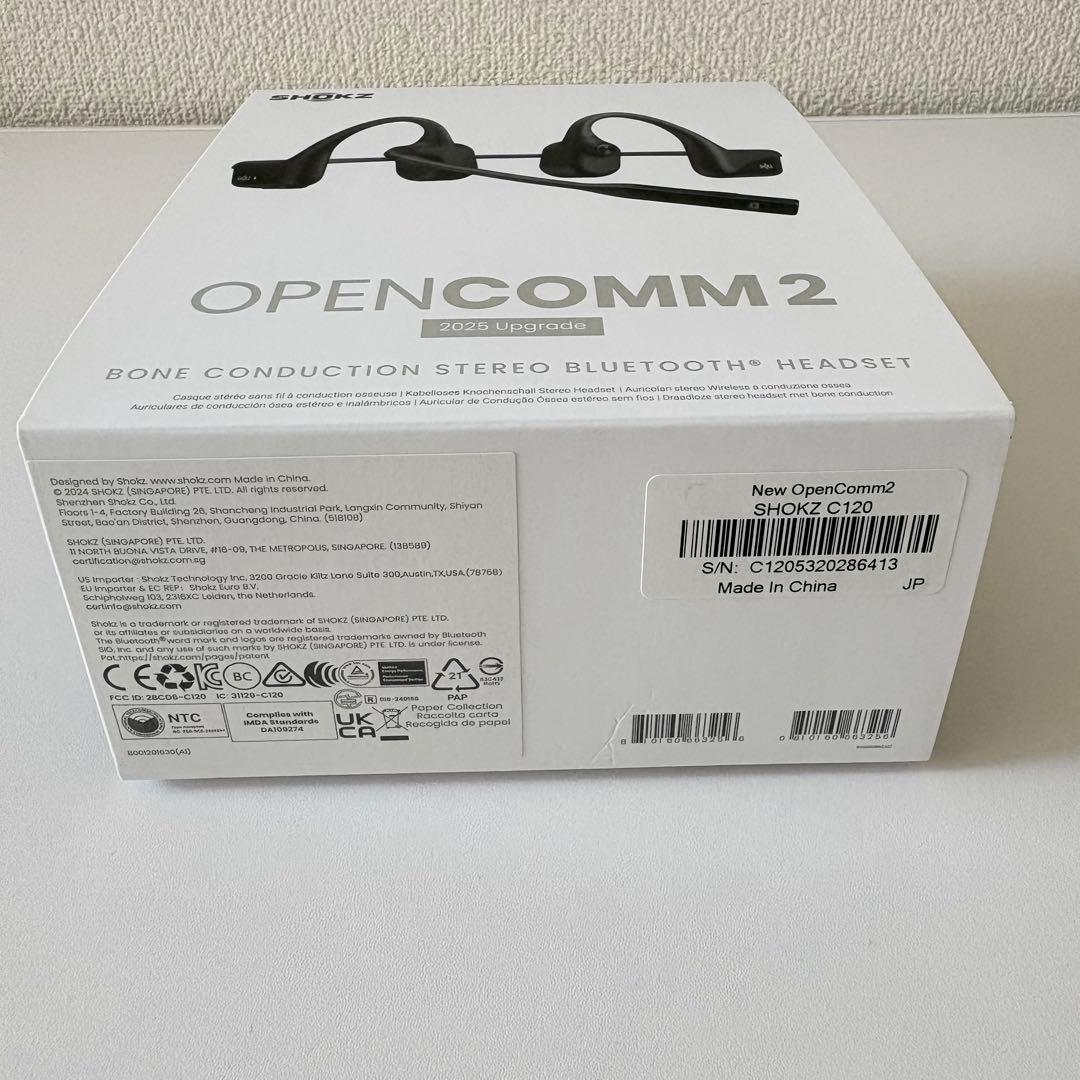 SHOKZ
OPENCOMM2
2025 Upgrade
BONE CONDUCTION STEREO BLUETOOTH® HEADSET
Casque stéréo sans fil à conduction osseuse | Kabelloses Knochenschall Stereo Headset | Auricolari stereo Wireless a conduzione ossea
Auriculares de conducción ósea estéreo e inalámbricos | Auricular de Condução Óssea estéreo sem fios | Draadloze stereo headset met bone conduction
Designed by Shokz. www.shokz.com Made in China.
© 2024 SHOKZ (SINGAPORE) PTE. LTD. All rights reserved.
Shenzhen Shokz Co., Ltd.
Floors 1-4, Factory Building 26, Shancheng Industrial Park, Langxin Community, Shiyan
Street, Bao'an District, Shenzhen, Guangdong, China. (518108)
SHOKZ (SINGAPORE) PTE. LTD.
11 NORTH BUONA VISTA DRIVE, #16-09, THE METROPOLIS, SINGAPORE. (138589)
certification@shokz.com.sg
US Importer : Shokz Technology Inc, 3200 Gracie Kiltz Lane Suite 300,Austin,TX,USA.(78758)
EU Importer & EC REP: Shokz Euro B.V.
Schipholweg 103, 2316XC Leiden, the Netherlands.
certinfo@shokz.com
Shokz is a trademark or registered trademark of SHOKZ (SINGAPORE) PTE. LTD.
or its affiliates or subsidiaries on a worldwide basis.
The Bluetooth® word mark and logos are registered trademarks owned by Bluetooth
SIG, Inc. and any use of such marks by SHOKZ (SINGAPORE) PTE. LTD. is under license.
Pat.:https://shokz.com/pages/patent
BC
21
PAP
FCC ID: 2BCD6-C120 IC: 31129-C120
R 018-240158
NTC
Type Approved
Complies with
IMDA Standards
DA109274
UK
CA
Paper Collection
Raccolta carta
Recogida de papel
B001201630(A1)
New OpenComm2
SHOKZ C120
S/N: C1205320286413
Made In China JP